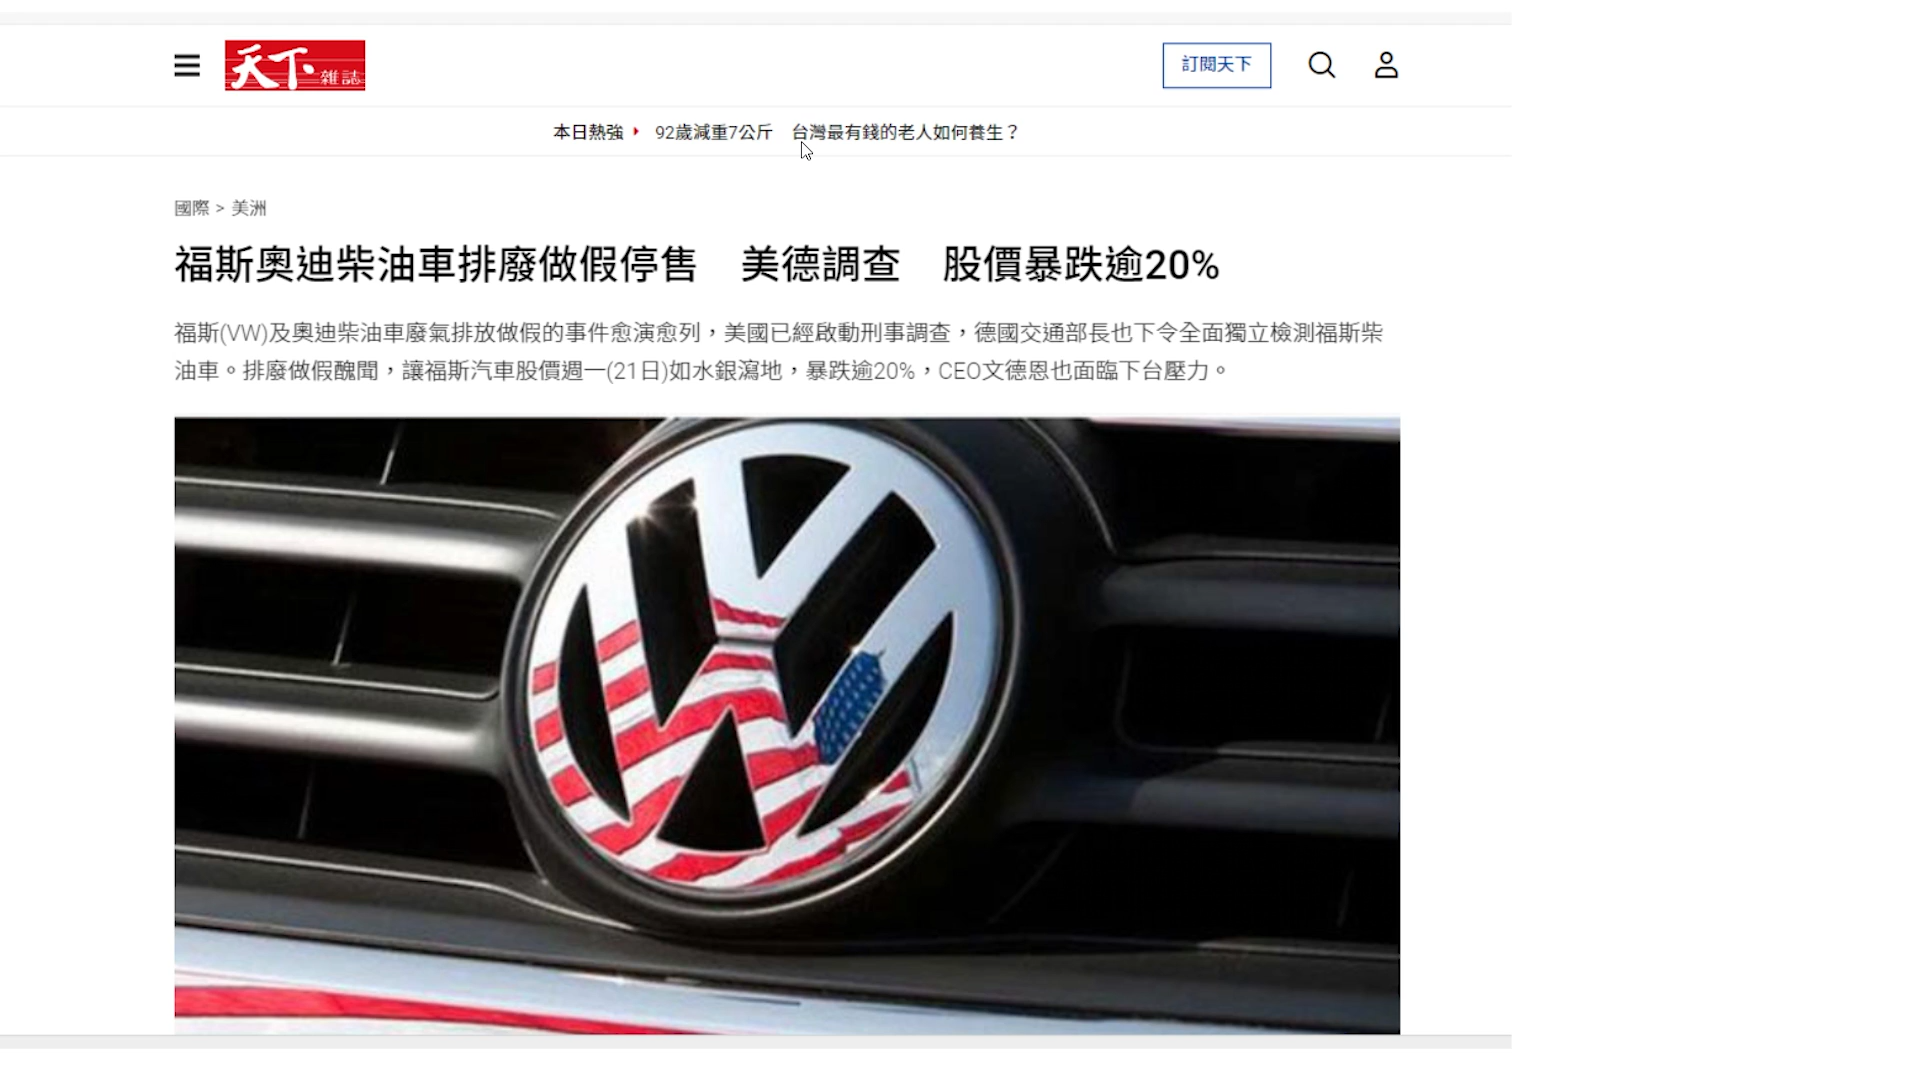 天下雜誌
訂閱天下
本日熱強 92歲減重7公斤 台灣最有錢的老人如何養生？
國際 > 美洲
福斯奧迪柴油車排廢做假停售 美德調查 股價暴跌逾20%
福斯(VW)及奧迪柴油車廢氣排放做假的事件愈演愈列，美國已經啟動刑事調查，德國交通部長也下令全面獨立檢測福斯柴
油車。排廢做假醜聞，讓福斯汽車股價週一(21日)如水銀瀉地，暴跌逾20%，CEO文德恩也面臨下台壓力。